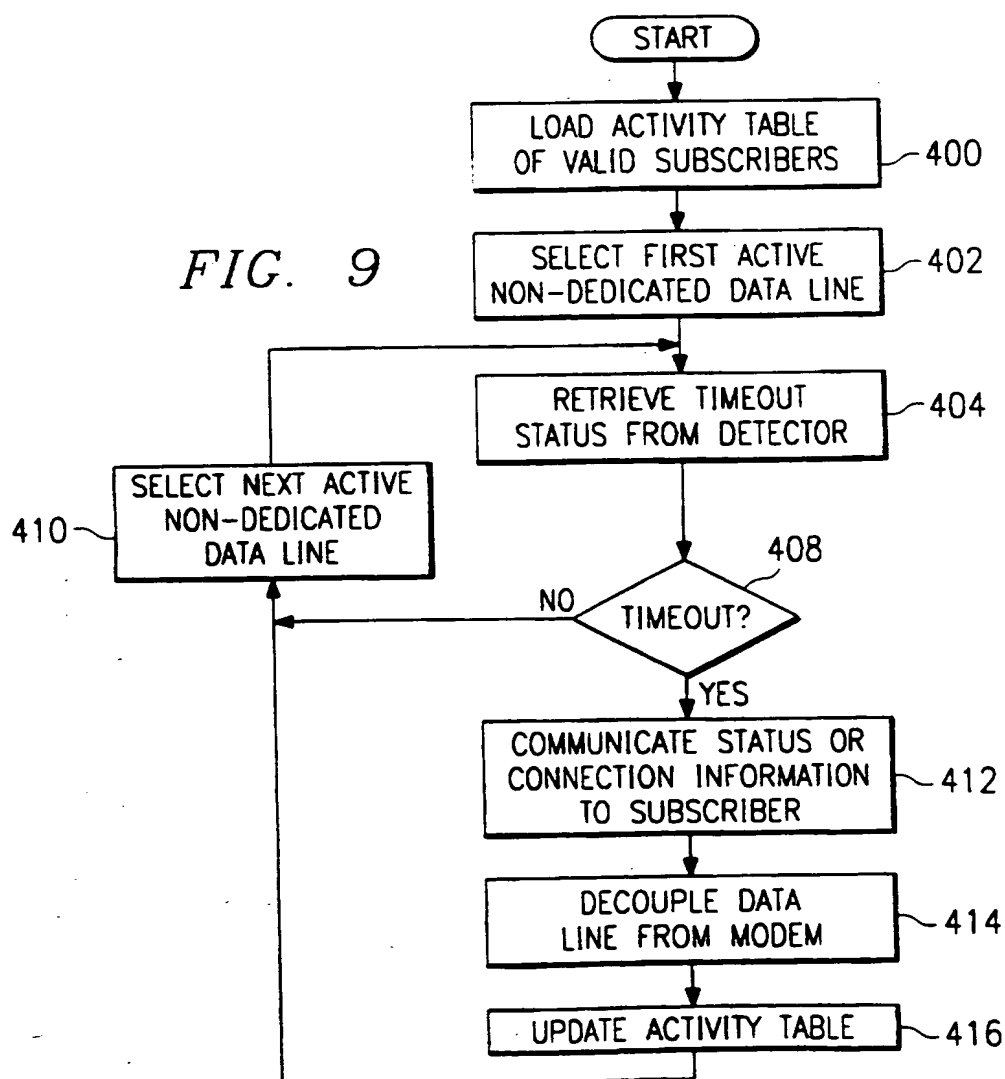 START
LOAD ACTIVITY TABLE
OF VALID SUBSCRIBERS
400
FIG. 9
SELECT FIRST ACTIVE
NON-DEDICATED DATA LINE
402
RETRIEVE TIMEOUT
STATUS FROM DETECTOR
404
SELECT NEXT ACTIVE
NON-DEDICATED
DATA LINE
410
408
TIMEOUT?
NO
YES
COMMUNICATE STATUS OR
CONNECTION INFORMATION
TO SUBSCRIBER
412
DECOUPLE DATA
LINE FROM MODEM
414
UPDATE ACTIVITY TABLE
416